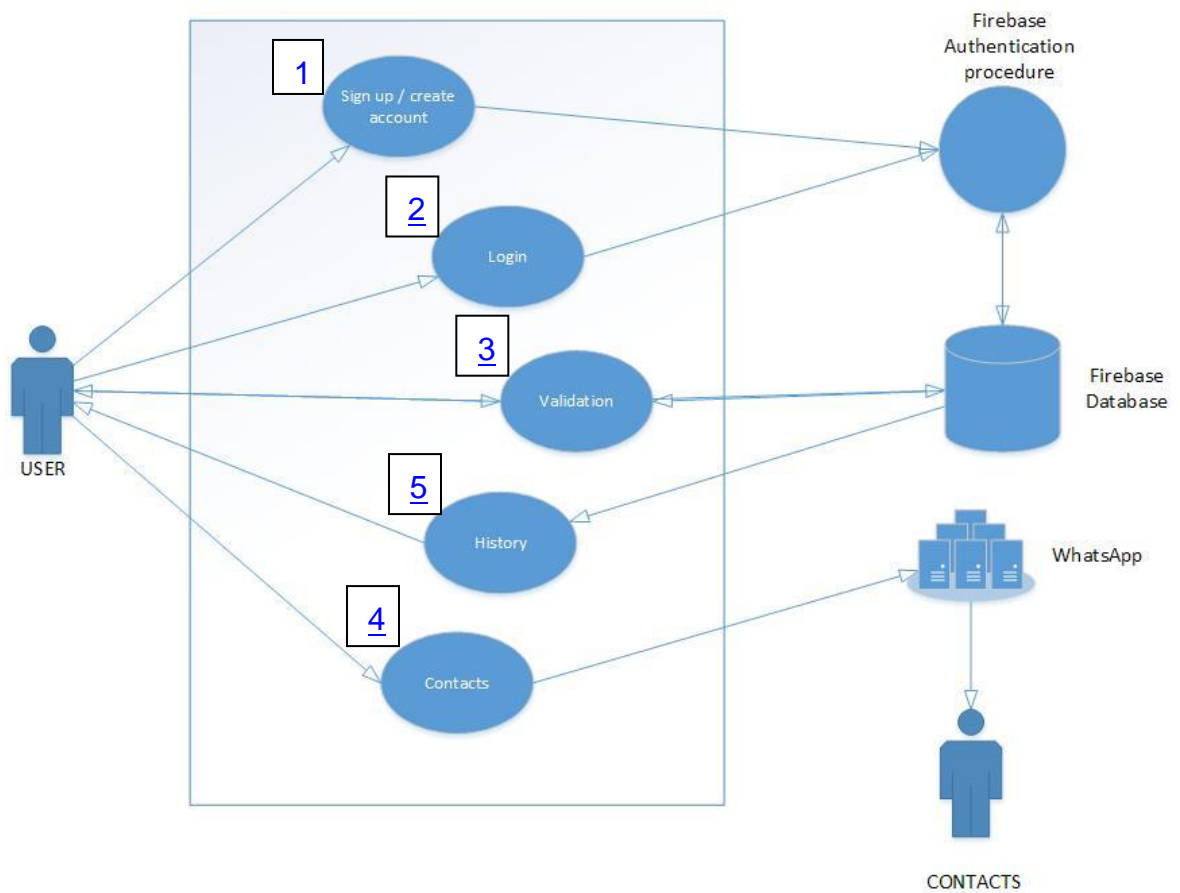 Firebase
Authentication
procedure
1
Sign up / create
account
2
Login
3
Validation
Firebase
Database
USER
5
History
WhatsApp
4
Contacts
CONTACTS